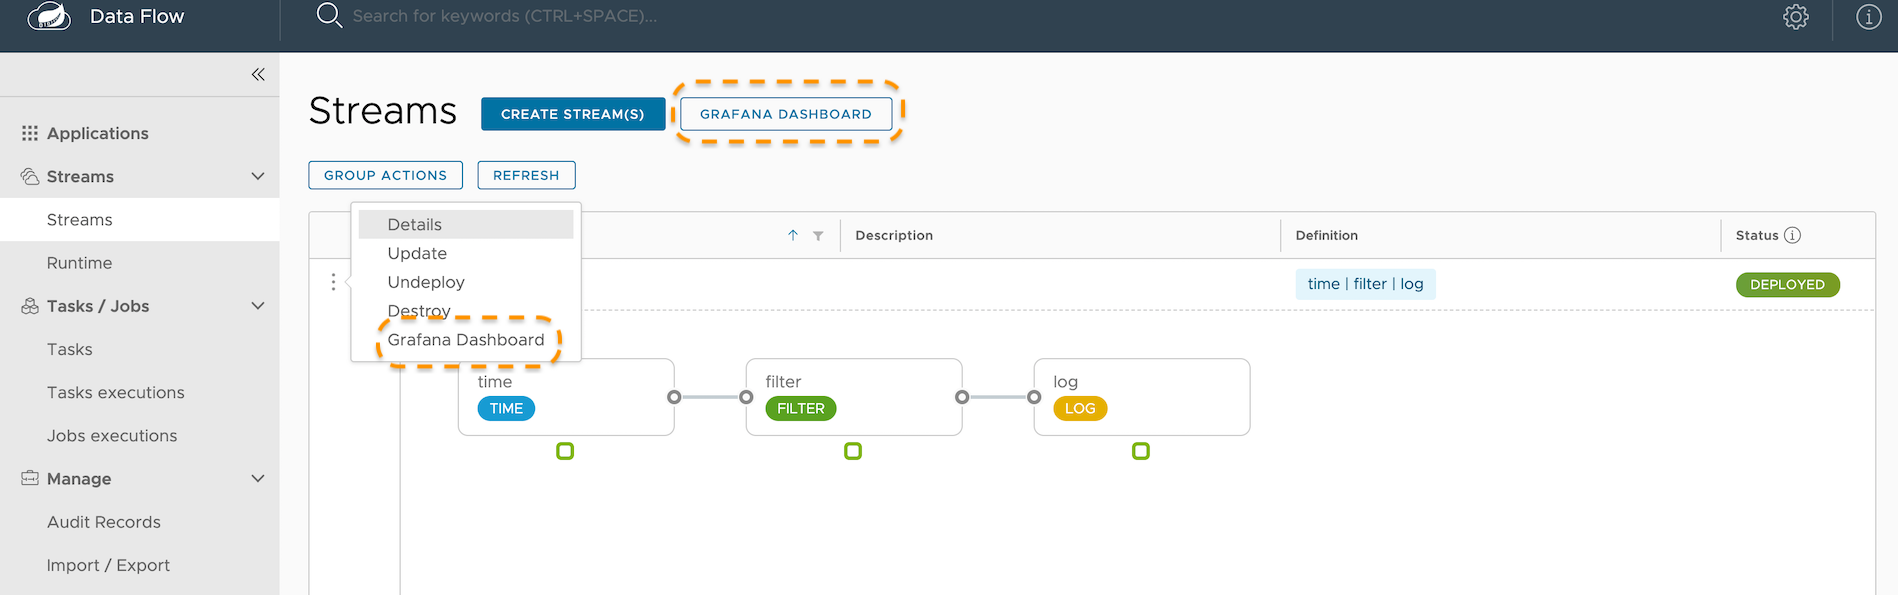 Data Flow
Search for keywords (CTRL+SPACE)...
Applications
Streams
Streams
Runtime
Tasks / Jobs
Tasks
Tasks executions
Jobs executions
Manage
Audit Records
Import / Export
Streams
CREATE STREAM(S)
GRAFANA DASHBOARD
GROUP ACTIONS
REFRESH
Description
Definition
Status
Details
Update
Undeploy
Destroy
Grafana Dashboard
time | filter | log
DEPLOYED
time
TIME
filter
FILTER
log
LOG